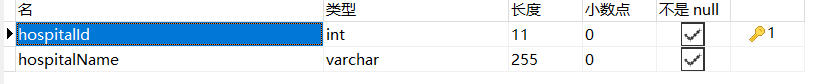 名 类型 长度 小数点 不是 null
hospitalId int 11 0 1
hospitalName varchar 255 0